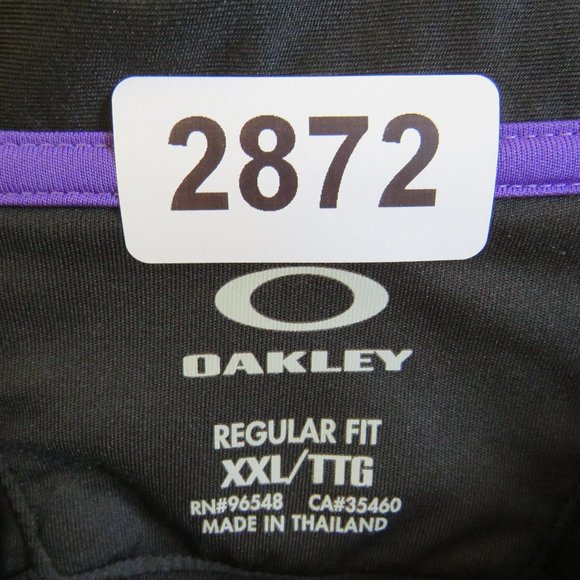 2872
OAKLEY
REGULAR FIT
XXL/TTG
RN#96548 CA#35460
MADE IN THAILAND